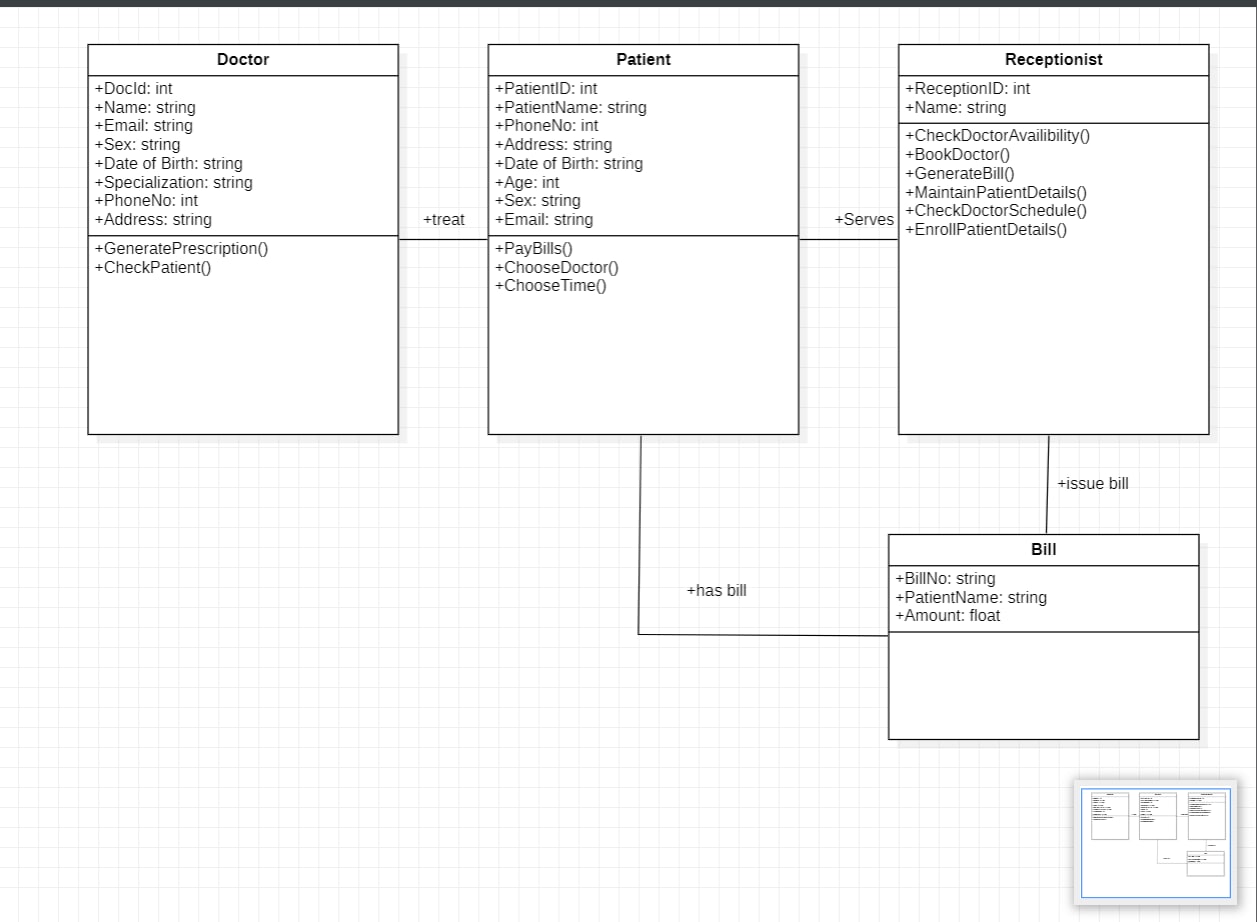 Doctor
+DocId: int
+Name: string
+Email: string
+Sex: string
+Date of Birth: string
+Specialization: string
+PhoneNo: int
+Address: string
+GeneratePrescription()
+CheckPatient()
+treat
Patient
+PatientID: int
+PatientName: string
+PhoneNo: int
+Address: string
+Date of Birth: string
+Age: int
+Sex: string
+Email: string
+PayBills()
+ChooseDoctor()
+ChooseTime()
+Serves
Receptionist
+ReceptionID: int
+Name: string
+CheckDoctorAvailibility()
+BookDoctor()
+GenerateBill()
+MaintainPatientDetails()
+CheckDoctorSchedule()
+EnrollPatientDetails()
+issue bill
+has bill
Bill
+BillNo: string
+PatientName: string
+Amount: float